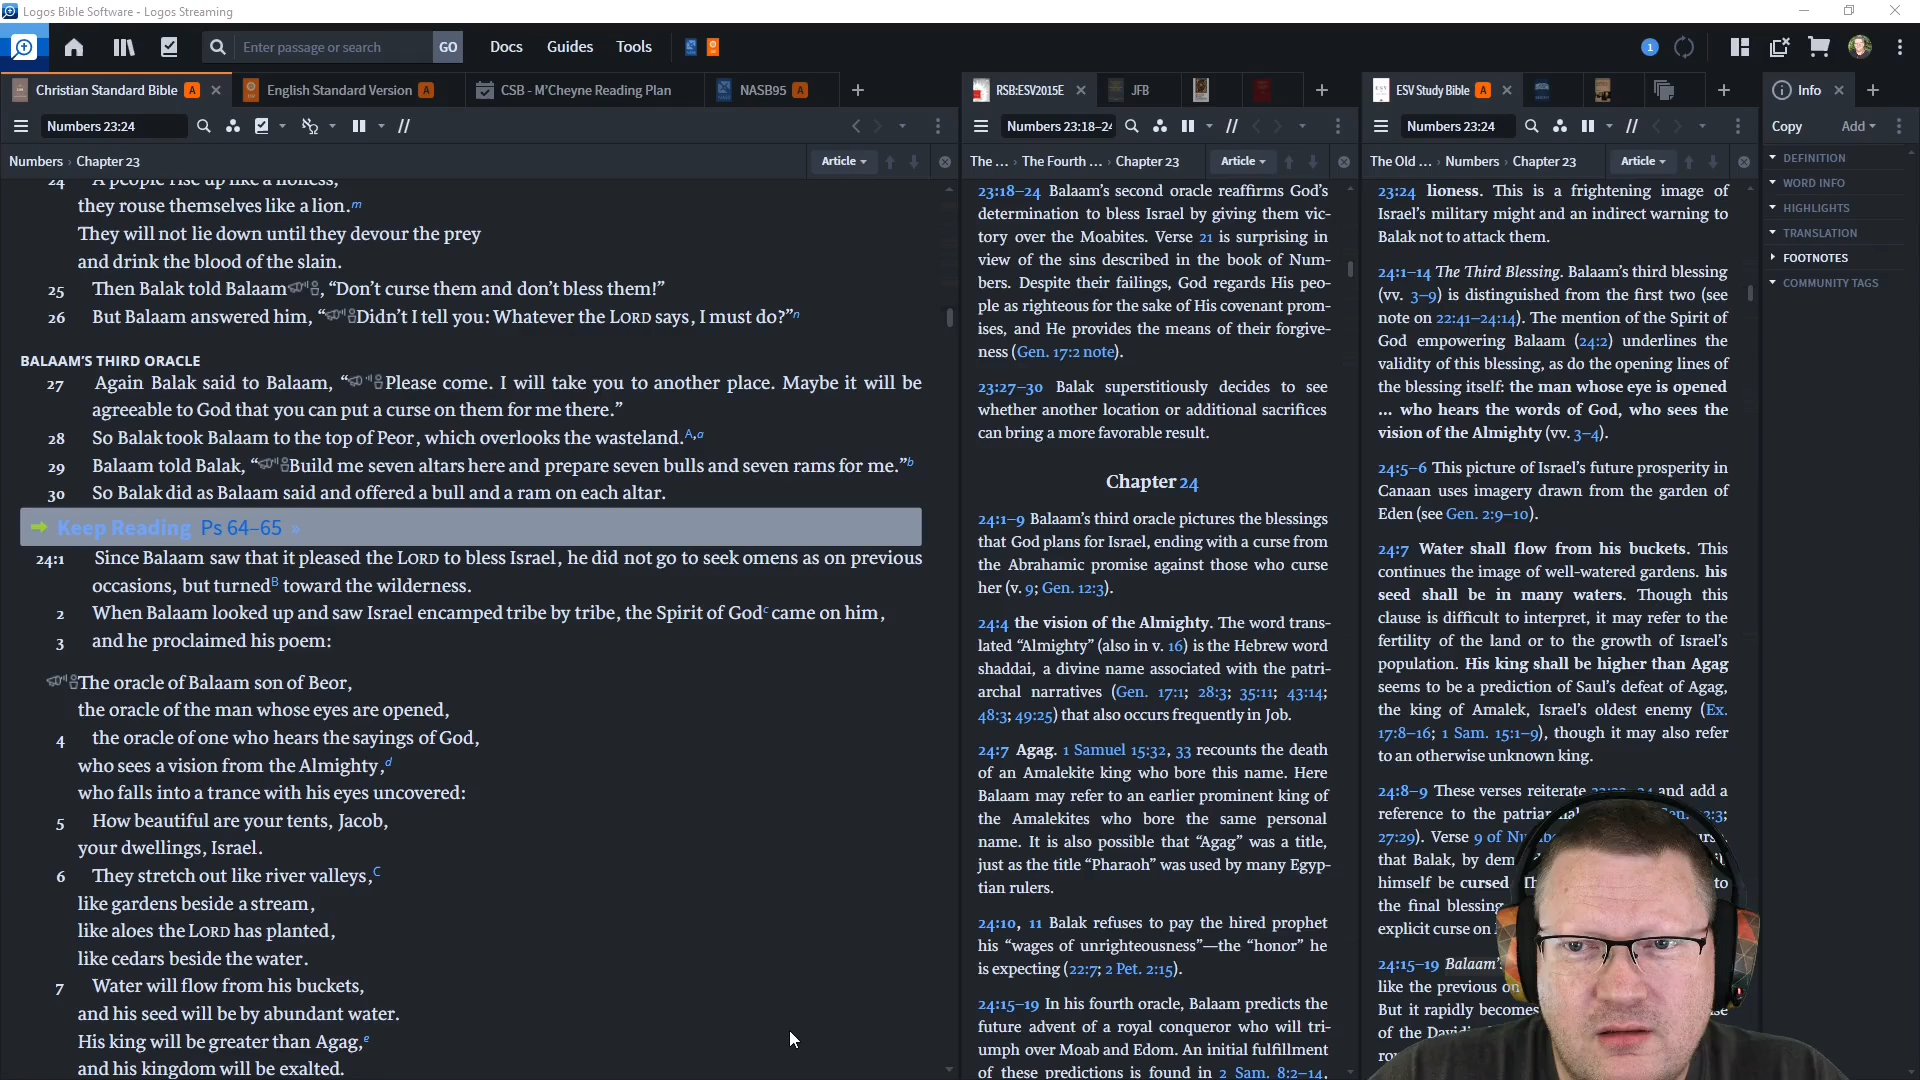 Logos Bible Software - Logos Streaming
Enter passage or search
GO
Docs
Guides
Tools
1
Christian Standard Bible A
English Standard Version A
CSB - M'Cheyne Reading Plan
NASB95 A
RSB:ESV2015E
JFB
ESV Study Bible A
Info
Numbers 23:24
Numbers 23:18–24
Numbers 23:24
Copy
Add
Numbers › Chapter 23
Article
The ... › The Fourth ... › Chapter 23
Article
The Old ... › Numbers › Chapter 23
Article
24 A people rise up like a lioness,
they rouse themselves like a lion.m
They will not lie down until they devour the prey
and drink the blood of the slain.
25 Then Balak told Balaam, “Don’t curse them and don’t bless them!”
26 But Balaam answered him, “Didn’t I tell you: Whatever the LORD says, I must do?”n
BALAAM’S THIRD ORACLE
27 Again Balak said to Balaam, “Please come. I will take you to another place. Maybe it will be
agreeable to God that you can put a curse on them for me there.”
28 So Balak took Balaam to the top of Peor, which overlooks the wasteland.A,a
29 Balaam told Balak, “Build me seven altars here and prepare seven bulls and seven rams for me.”b
30 So Balak did as Balaam said and offered a bull and a ram on each altar.
Keep Reading Ps 64–65 »
24:1 Since Balaam saw that it pleased the LORD to bless Israel, he did not go to seek omens as on previous
occasions, but turnedB toward the wilderness.
2 When Balaam looked up and saw Israel encamped tribe by tribe, the Spirit of Godc came on him,
3 and he proclaimed his poem:
The oracle of Balaam son of Beor,
the oracle of the man whose eyes are opened,
4 the oracle of one who hears the sayings of God,
who sees a vision from the Almighty,d
who falls into a trance with his eyes uncovered:
5 How beautiful are your tents, Jacob,
your dwellings, Israel.
6 They stretch out like river valleys,C
like gardens beside a stream,
like aloes the LORD has planted,
like cedars beside the water.
7 Water will flow from his buckets,
and his seed will be by abundant water.
His king will be greater than Agag,e
and his kingdom will be exalted.
23:18–24 Balaam’s second oracle reaffirms God’s
determination to bless Israel by giving them vic-
tory over the Moabites. Verse 21 is surprising in
view of the sins described in the book of Num-
bers. Despite their failings, God regards His peo-
ple as righteous for the sake of His covenant prom-
ises, and He provides the means of their forgive-
ness (Gen. 17:2 note).
23:27–30 Balak superstitiously decides to see
whether another location or additional sacrifices
can bring a more favorable result.
Chapter 24
24:1–9 Balaam’s third oracle pictures the blessings
that God plans for Israel, ending with a curse from
the Abrahamic promise against those who curse
her (v. 9; Gen. 12:3).
24:4 the vision of the Almighty. The word trans-
lated “Almighty” (also in v. 16) is the Hebrew word
shaddai, a divine name associated with the patri-
archal narratives (Gen. 17:1; 28:3; 35:11; 43:14;
48:3; 49:25) that also occurs frequently in Job.
24:7 Agag. 1 Samuel 15:32, 33 recounts the death
of an Amalekite king who bore this name. Here
Balaam may refer to an earlier prominent king of
the Amalekites who bore the same personal
name. It is also possible that “Agag” was a title,
just as the title “Pharaoh” was used by many Egyp-
tian rulers.
24:10, 11 Balak refuses to pay the hired prophet
his “wages of unrighteousness”—the “honor” he
is expecting (22:7; 2 Pet. 2:15).
24:15–19 In his fourth oracle, Balaam predicts the
future advent of a royal conqueror who will tri-
umph over Moab and Edom. An initial fulfillment
of these predictions is found in 2 Sam. 8:2–14,
23:24 lioness. This is a frightening image of
Israel’s military might and an indirect warning to
Balak not to attack them.
24:1–14 The Third Blessing. Balaam’s third blessing
(vv. 3–9) is distinguished from the first two (see
note on 22:41–24:14). The mention of the Spirit of
God empowering Balaam (24:2) underlines the
validity of this blessing, as do the opening lines of
the blessing itself: the man whose eye is opened
... who hears the words of God, who sees the
vision of the Almighty (vv. 3–4).
24:5–6 This picture of Israel’s future prosperity in
Canaan uses imagery drawn from the garden of
Eden (see Gen. 2:9–10).
24:7 Water shall flow from his buckets. This
continues the image of well-watered gardens. his
seed shall be in many waters. Though this
clause is difficult to interpret, it may refer to the
fertility of the land or to the growth of Israel’s
population. His king shall be higher than Agag
seems to be a prediction of Saul’s defeat of Agag,
the king of Amalek, Israel’s oldest enemy (Ex.
17:8–16; 1 Sam. 15:1–9), though it may also refer
to an otherwise unknown king.
24:8–9 These verses reiterate and add a
reference to the
27:29). Verse 9 of
that Balak, by
himself be cursed
the final blessing
explicit curse on
24:15–19 Balaam’s
like the previous
But it rapidly becomes
of the
DEFINITION
WORD INFO
HIGHLIGHTS
TRANSLATION
FOOTNOTES
COMMUNITY TAGS